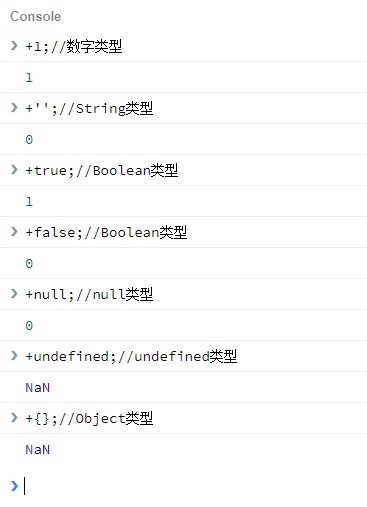 Console
+1;//数字类型
1
+'';//String类型
0
+true;//Boolean类型
1
+false;//Boolean类型
0
+null;//null类型
0
+undefined;//undefined类型
NaN
+{};//Object类型
NaN